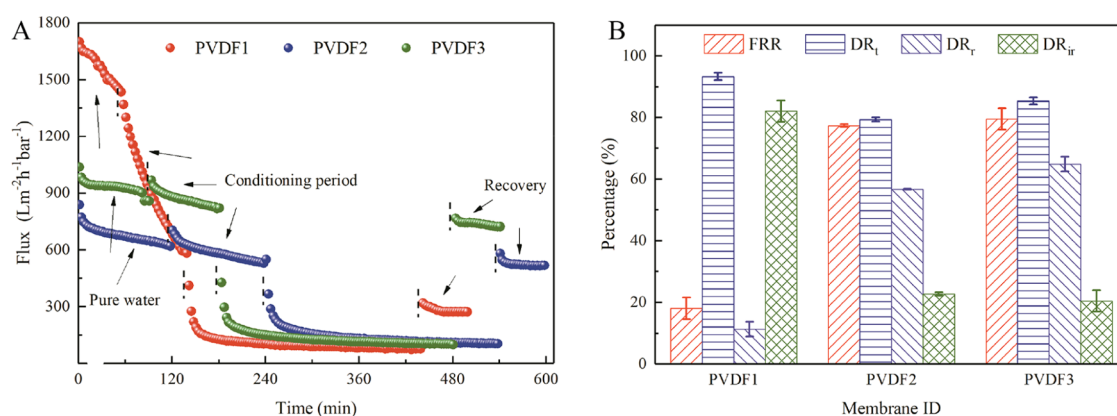 A
PVDF1 PVDF2 PVDF3
Flux (Lm⁻²h⁻¹bar⁻¹)
1800
1500
1200
900
600
300
Conditioning period
Recovery
Pure water
0 120 240 360 480 600
Time (min)
B
FRR DRt DRr DRir
Percentage (%)
100
80
60
40
20
0
PVDF1 PVDF2 PVDF3
Membrane ID